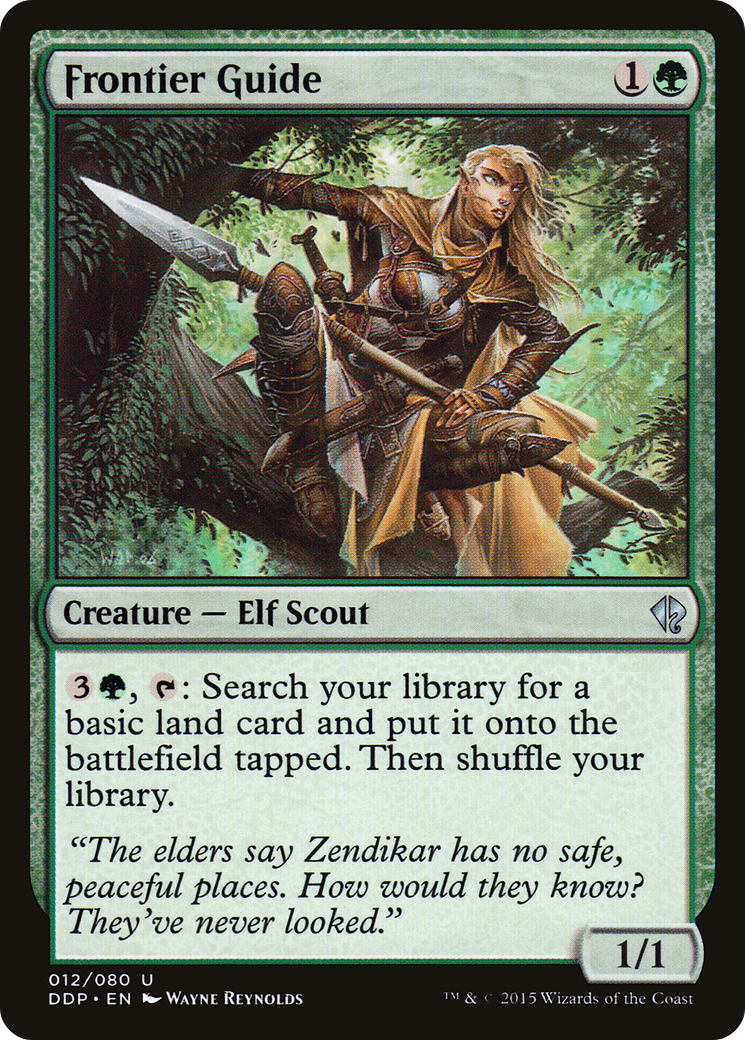 Frontier Guide 1
Creature — Elf Scout
3, : Search your library for a
basic land card and put it onto the
battlefield tapped. Then shuffle your
library.
“The elders say Zendikar has no safe,
peaceful places. How would they know?
They’ve never looked.”
1/1
012/080 U
DDP • EN WAYNE REYNOLDS
™ & © 2015 Wizards of the Coast